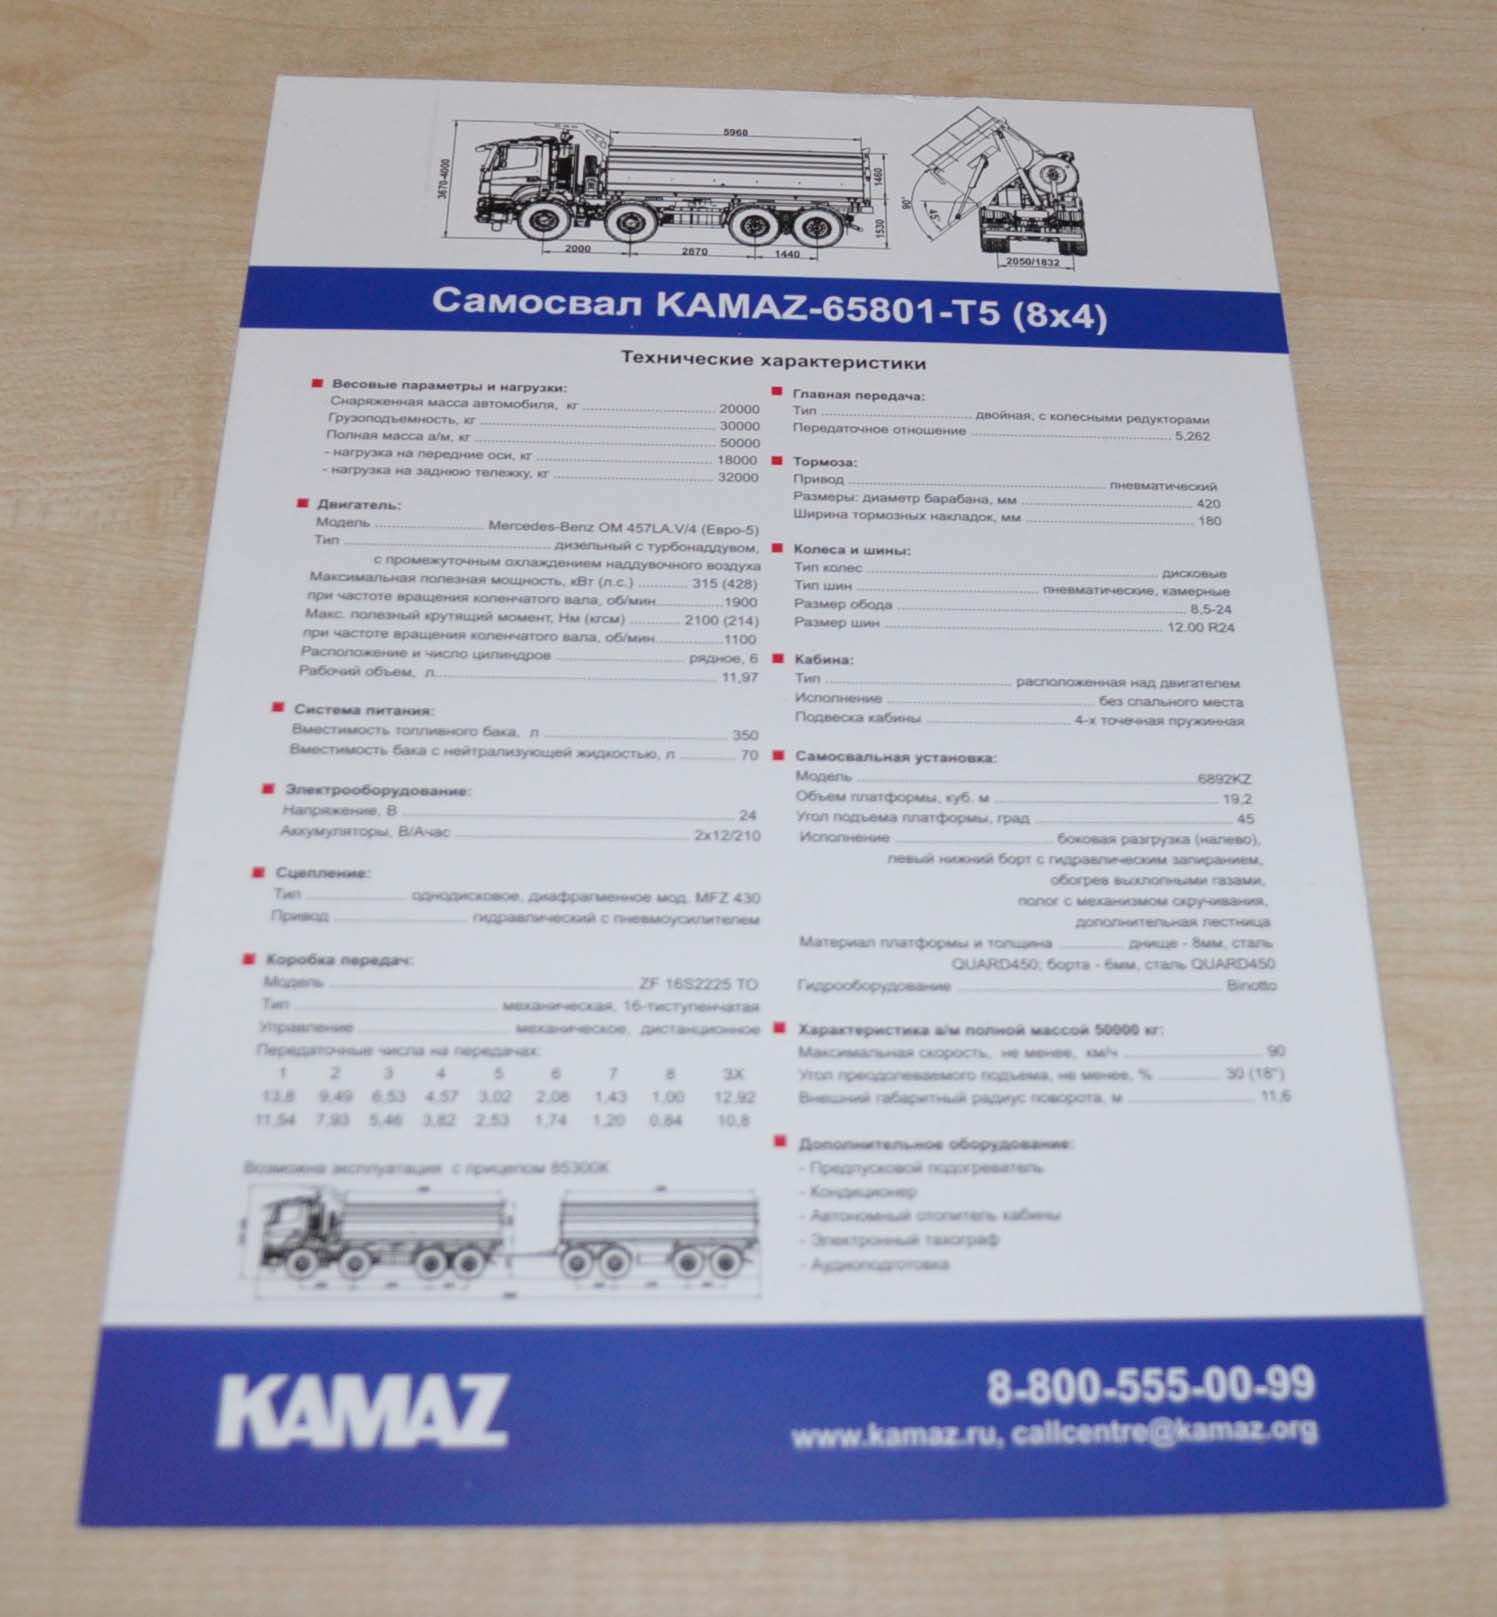 5968
3670-4000
1460
1530
2000
2870
1440
90°
45°
2050/1832
Самосвал KAMAZ-65801-T5 (8x4)
Технические характеристики
Весовые параметры и нагрузки:
Снаряженная масса автомобиля, кг 20000
Грузоподъемность, кг 30000
Полная масса а/м, кг 50000
- нагрузка на передние оси, кг 18000
- нагрузка на заднюю тележку, кг 32000
Двигатель:
Модель Mercedes-Benz OM 457LA.V/4 (Евро-5)
Тип дизельный с турбонаддувом,
с промежуточным охлаждением наддувочного воздуха
Максимальная полезная мощность, кВт (л.с.) 315 (428)
при частоте вращения коленчатого вала, об/мин 1900
Макс. полезный крутящий момент, Нм (кгсм) 2100 (214)
при частоте вращения коленчатого вала, об/мин 1100
Расположение и число цилиндров рядное, 6
Рабочий объем, л 11,97
Система питания:
Вместимость топливного бака, л 350
Вместимость бака с нейтрализующей жидкостью, л 70
Электрооборудование:
Напряжение, В 24
Аккумуляторы, В/Ачас 2x12/210
Сцепление:
Тип однодисковое, диафрагменное мод. MFZ 430
Привод гидравлический с пневмоусилителем
Коробка передач:
Модель ZF 16S2225 TO
Тип механическая, 16-тиступенчатая
Управление механическое, дистанционное
Передаточные числа на передачах:
1 2 3 4 5 6 7 8 ЗХ
13,8 9,49 6,53 4,57 3,02 2,08 1,43 1,00 12,92
11,54 7,93 5,46 3,82 2,53 1,74 1,20 0,84 10,8
Возможна эксплуатация с прицепом 85300К
Главная передача:
Тип двойная, с колесными редукторами
Передаточное отношение 5,262
Тормоза:
Привод пневматический
Размеры: диаметр барабана, мм 420
Ширина тормозных накладок, мм 180
Колеса и шины:
Тип колес дисковые
Тип шин пневматические, камерные
Размер обода 8,5-24
Размер шин 12.00 R24
Кабина:
Тип расположенная над двигателем
Исполнение без спального места
Подвеска кабины 4-х точечная пружинная
Самосвальная установка:
Модель 6892KZ
Объем платформы, куб. м 19,2
Угол подъема платформы, град 45
Исполнение боковая разгрузка (налево),
левый нижний борт с гидравлическим запиранием,
обогрев выхлопными газами,
полог с механизмом скручивания,
дополнительная лестница
Материал платформы и толщина днище - 8мм, сталь
QUARD450; борта - 6мм, сталь QUARD450
Гидрооборудование Binotto
Характеристика а/м полной массой 50000 кг:
Максимальная скорость, не менее, км/ч 90
Угол преодолеваемого подъема, не менее, % 30 (18°)
Внешний габаритный радиус поворота, м 11,6
Дополнительное оборудование:
- Предпусковой подогреватель
- Кондиционер
- Автономный отопитель кабины
- Электронный тахограф
- Аудиоподготовка
KAMAZ
8-800-555-00-99
www.kamaz.ru, callcentre@kamaz.org